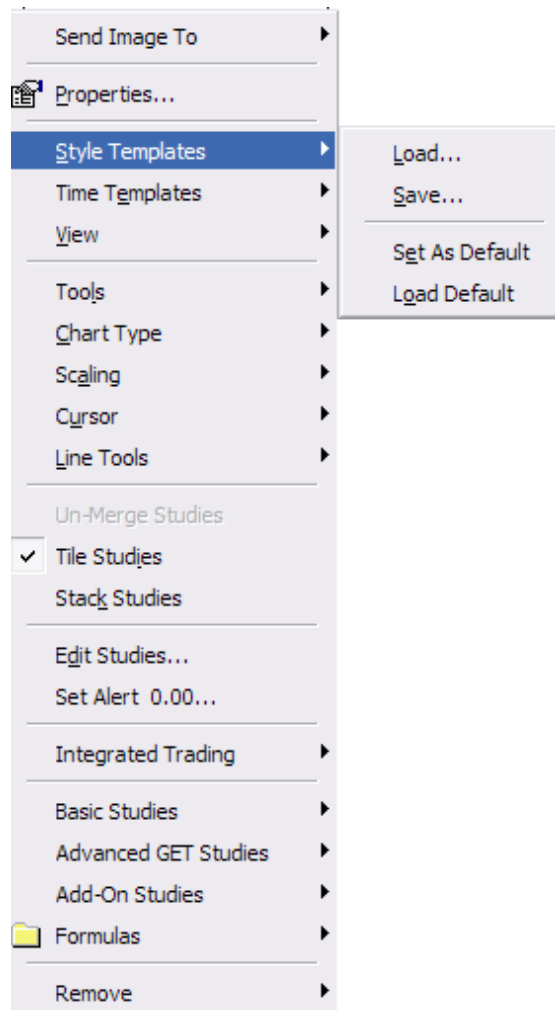 Send Image To
Properties...
Style Templates
Time Templates
View
Tools
Chart Type
Scaling
Cursor
Line Tools
Un-Merge Studies
Tile Studies
Stack Studies
Edit Studies...
Set Alert 0.00...
Integrated Trading
Basic Studies
Advanced GET Studies
Add-On Studies
Formulas
Remove
Load...
Save...
Set As Default
Load Default